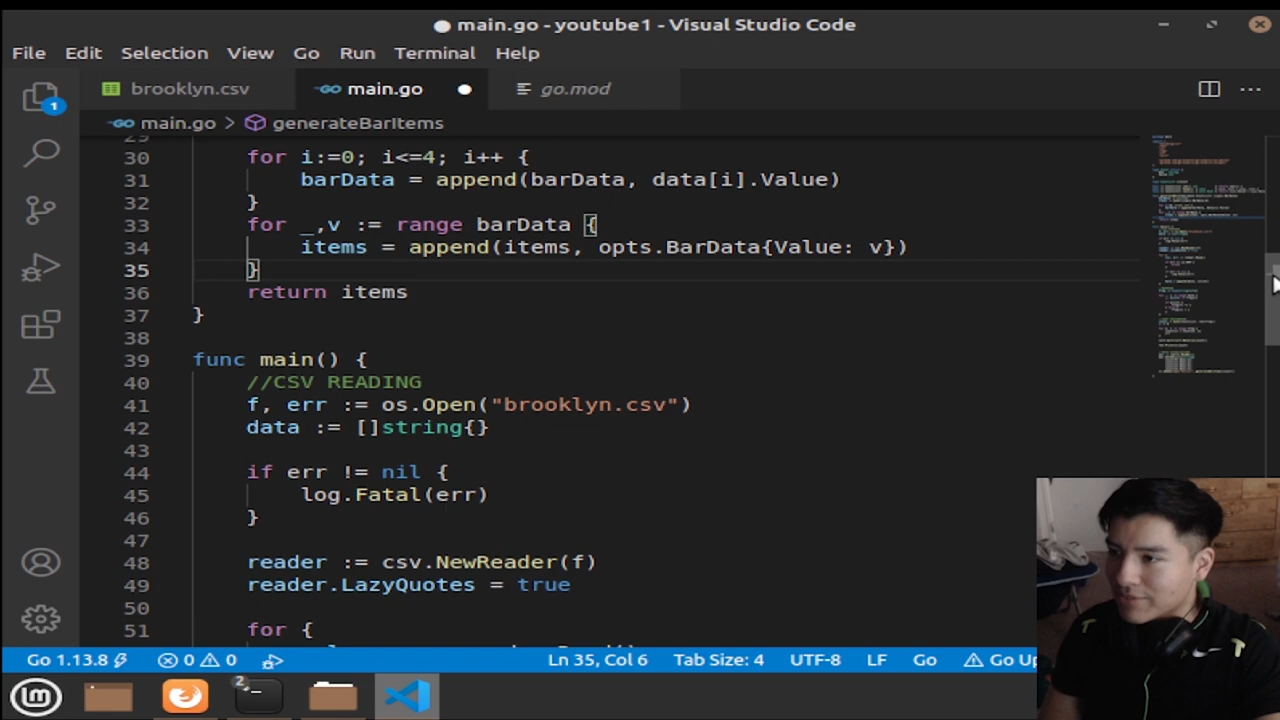 main.go - youtube1 - Visual Studio Code
File Edit Selection View Go Run Terminal Help
brooklyn.csv main.go go.mod
main.go > generateBarItems
29
30 for i:=0; i<=4; i++ {
31 barData = append(barData, data[i].Value)
32 }
33 for _,v := range barData {
34 items = append(items, opts.BarData{Value: v})
35 }
36 return items
37 }
38
39 func main() {
40 //CSV READING
41 f, err := os.Open("brooklyn.csv")
42 data := []string{}
43
44 if err != nil {
45 log.Fatal(err)
46 }
47
48 reader := csv.NewReader(f)
49 reader.LazyQuotes = true
50
51 for {
1
Go 1.13.8 0 0 Ln 35, Col 6 Tab Size: 4 UTF-8 LF Go Go Up
2